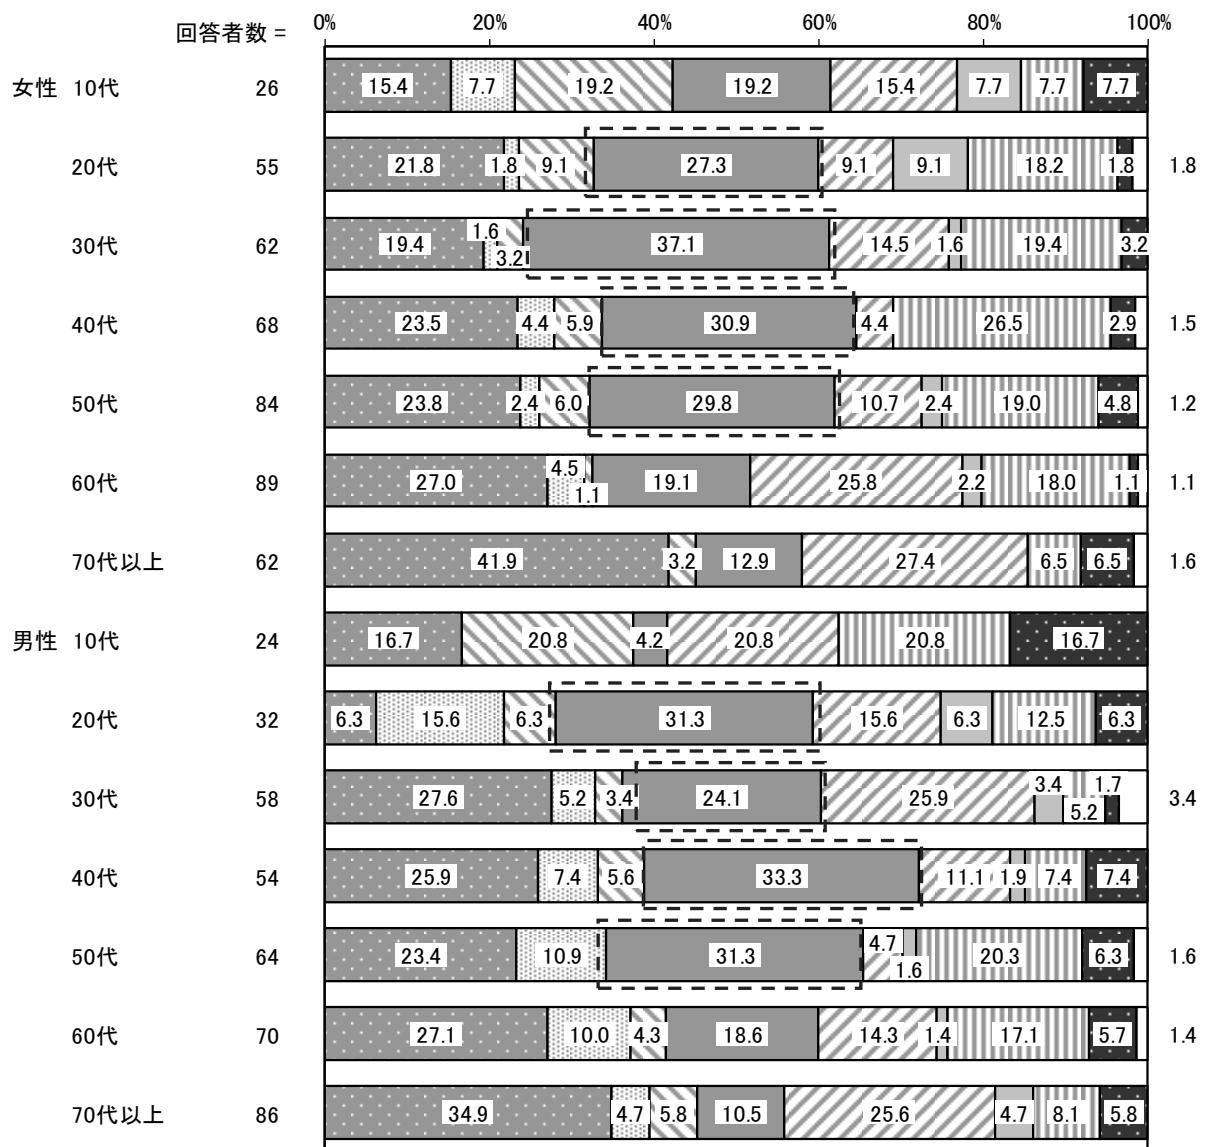 0% 20% 40% 60% 80% 100%
回答者数 =
女性 10代 26 15.4 7.7 19.2 19.2 15.4 7.7 7.7 7.7
20代 55 21.8 1.8 9.1 27.3 9.1 9.1 18.2 1.8 1.8
30代 62 19.4 1.6 3.2 37.1 14.5 1.6 19.4 3.2
40代 68 23.5 4.4 5.9 30.9 4.4 26.5 2.9 1.5
50代 84 23.8 2.4 6.0 29.8 10.7 2.4 19.0 4.8 1.2
60代 89 27.0 4.5 1.1 19.1 25.8 2.2 18.0 1.1 1.1
70代以上 62 41.9 3.2 12.9 27.4 6.5 6.5 1.6
男性 10代 24 16.7 20.8 4.2 20.8 20.8 16.7
20代 32 6.3 15.6 6.3 31.3 15.6 6.3 12.5 6.3
30代 58 27.6 5.2 3.4 24.1 25.9 3.4 5.2 1.7 3.4
40代 54 25.9 7.4 5.6 33.3 11.1 1.9 7.4 7.4
50代 64 23.4 10.9 31.3 4.7 1.6 20.3 6.3 1.6
60代 70 27.1 10.0 4.3 18.6 14.3 1.4 17.1 5.7 1.4
70代以上 86 34.9 4.7 5.8 10.5 25.6 4.7 8.1 5.8